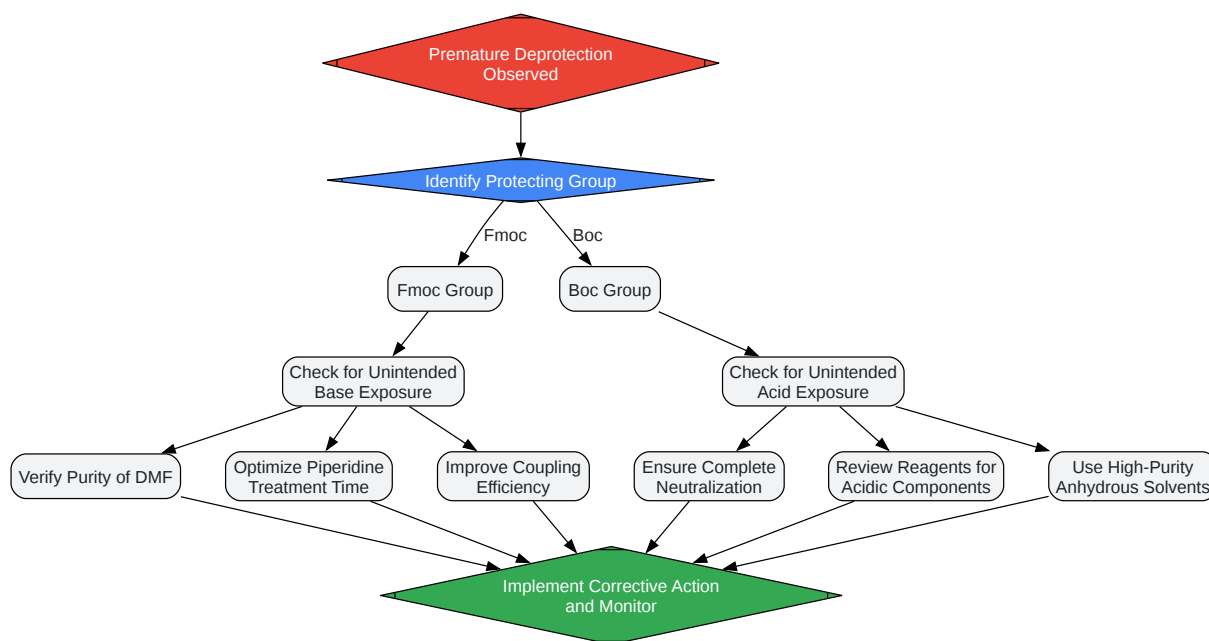 Premature Deprotection
Observed
Identify Protecting Group
Fmoc
Boc
Fmoc Group
Boc Group
Check for Unintended
Base Exposure
Check for Unintended
Acid Exposure
Verify Purity of DMF
Optimize Piperidine
Treatment Time
Improve Coupling
Efficiency
Ensure Complete
Neutralization
Review Reagents for
Acidic Components
Use High-Purity
Anhydrous Solvents
Implement Corrective Action
and Monitor